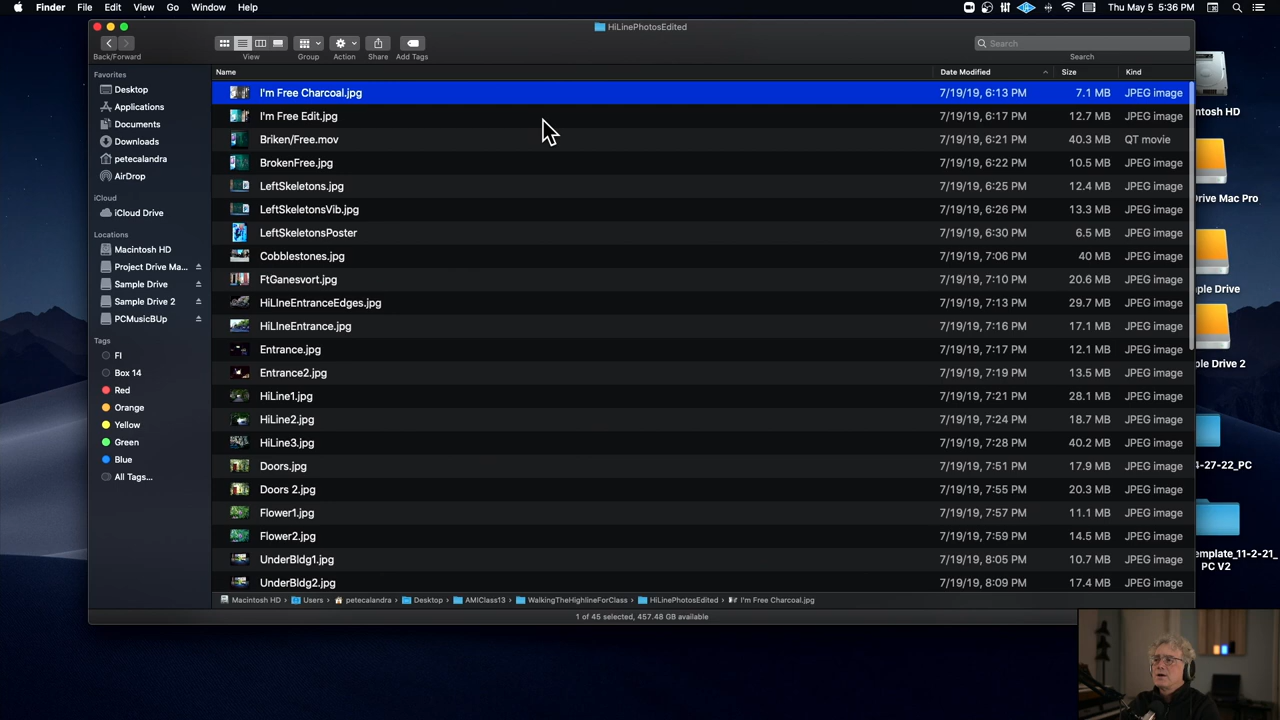 Finder File Edit View Go Window Help
Thu May 5 5:36 PM
HiLinePhotosEdited
Search
Back/Forward View Group Action Share Add Tags Search
Favorites
Desktop
Applications
Documents
Downloads
petecalandra
AirDrop
iCloud
iCloud Drive
Locations
Macintosh HD
Project Drive Ma...
Sample Drive
Sample Drive 2
PCMusicBUp
Tags
FI
Box 14
Red
Orange
Yellow
Green
Blue
All Tags...
Name Date Modified Size Kind
I'm Free Charcoal.jpg 7/19/19, 6:13 PM 7.1 MB JPEG image
I'm Free Edit.jpg 7/19/19, 6:17 PM 12.7 MB JPEG image
Briken/Free.mov 7/19/19, 6:21 PM 40.3 MB QT movie
BrokenFree.jpg 7/19/19, 6:22 PM 10.5 MB JPEG image
LeftSkeletons.jpg 7/19/19, 6:25 PM 12.4 MB JPEG image
LeftSkeletonsVib.jpg 7/19/19, 6:26 PM 13.3 MB JPEG image
LeftSkeletonsPoster 7/19/19, 6:30 PM 6.5 MB JPEG image
Cobblestones.jpg 7/19/19, 7:06 PM 40 MB JPEG image
FtGanesvort.jpg 7/19/19, 7:10 PM 20.6 MB JPEG image
HiLIneEntranceEdges.jpg 7/19/19, 7:13 PM 29.7 MB JPEG image
HiLIneEntrance.jpg 7/19/19, 7:16 PM 17.1 MB JPEG image
Entrance.jpg 7/19/19, 7:17 PM 12.1 MB JPEG image
Entrance2.jpg 7/19/19, 7:19 PM 13.5 MB JPEG image
HiLine1.jpg 7/19/19, 7:21 PM 28.1 MB JPEG image
HiLine2.jpg 7/19/19, 7:24 PM 18.7 MB JPEG image
HiLine3.jpg 7/19/19, 7:28 PM 40.2 MB JPEG image
Doors.jpg 7/19/19, 7:51 PM 17.9 MB JPEG image
Doors 2.jpg 7/19/19, 7:55 PM 20.3 MB JPEG image
Flower1.jpg 7/19/19, 7:57 PM 11.1 MB JPEG image
Flower2.jpg 7/19/19, 7:59 PM 14.5 MB JPEG image
UnderBldg1.jpg 7/19/19, 8:05 PM 10.7 MB JPEG image
UnderBldg2.jpg 7/19/19, 8:09 PM 17.4 MB JPEG image
Macintosh HD › Users › petecalandra › Desktop › AMIClass13 › WalkingTheHighlineForClass › HiLinePhotosEdited › I'm Free Charcoal.jpg
1 of 45 selected, 457.48 GB available
ntosh HD
Drive Mac Pro
ple Drive
ple Drive 2
4-27-22_PC
emplate_11-2-21_
PC V2